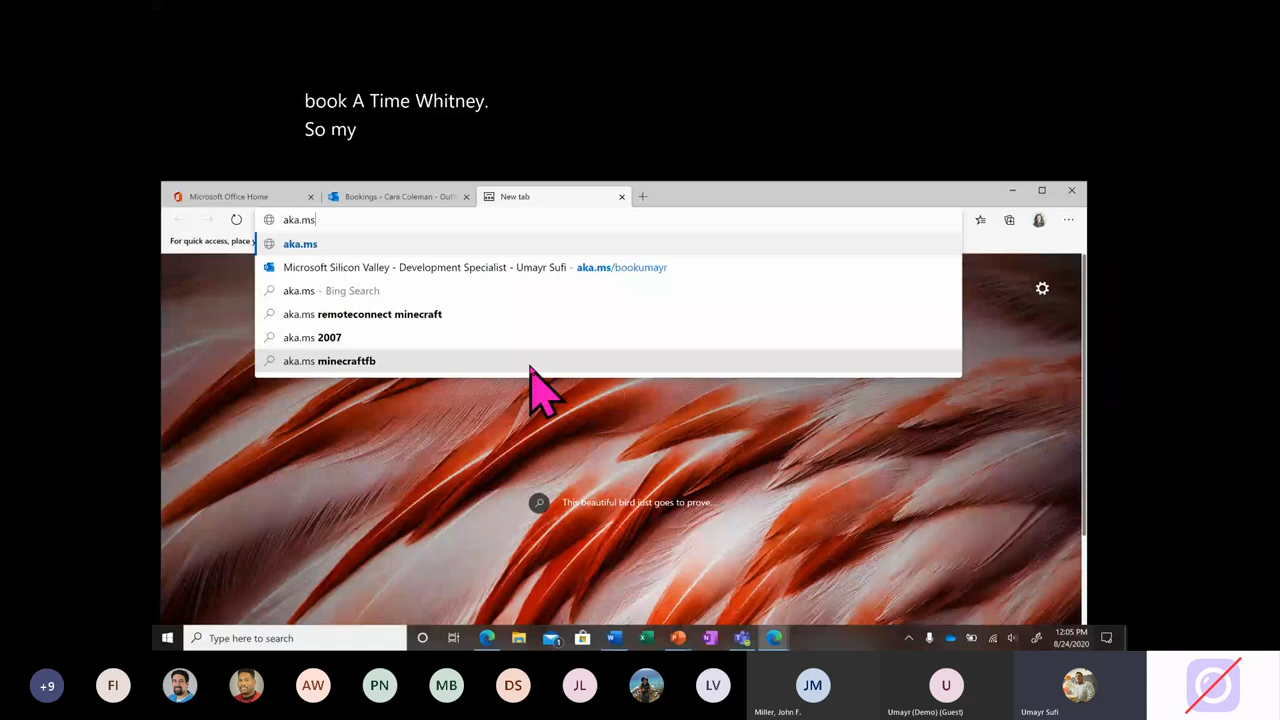 book A Time Whitney.
So my
Microsoft Office Home
Bookings - Care Coleman - Outl
New tab
aka.ms
For quick access, place y
aka.ms
Microsoft Silicon Valley - Development Specialist - Umayr Sufi - aka.ms/bookumayr
aka.ms - Bing Search
aka.ms remoteconnect minecraft
aka.ms 2007
aka.ms minecraftfb
This beautiful bird just goes to prove...
Type here to search
1
12:05 PM
8/24/2020
+9
FI
AW
PN
MB
DS
JL
LV
JM
U
Miller, John F.
Umayr (Demo) (Guest)
Umayr Sufi